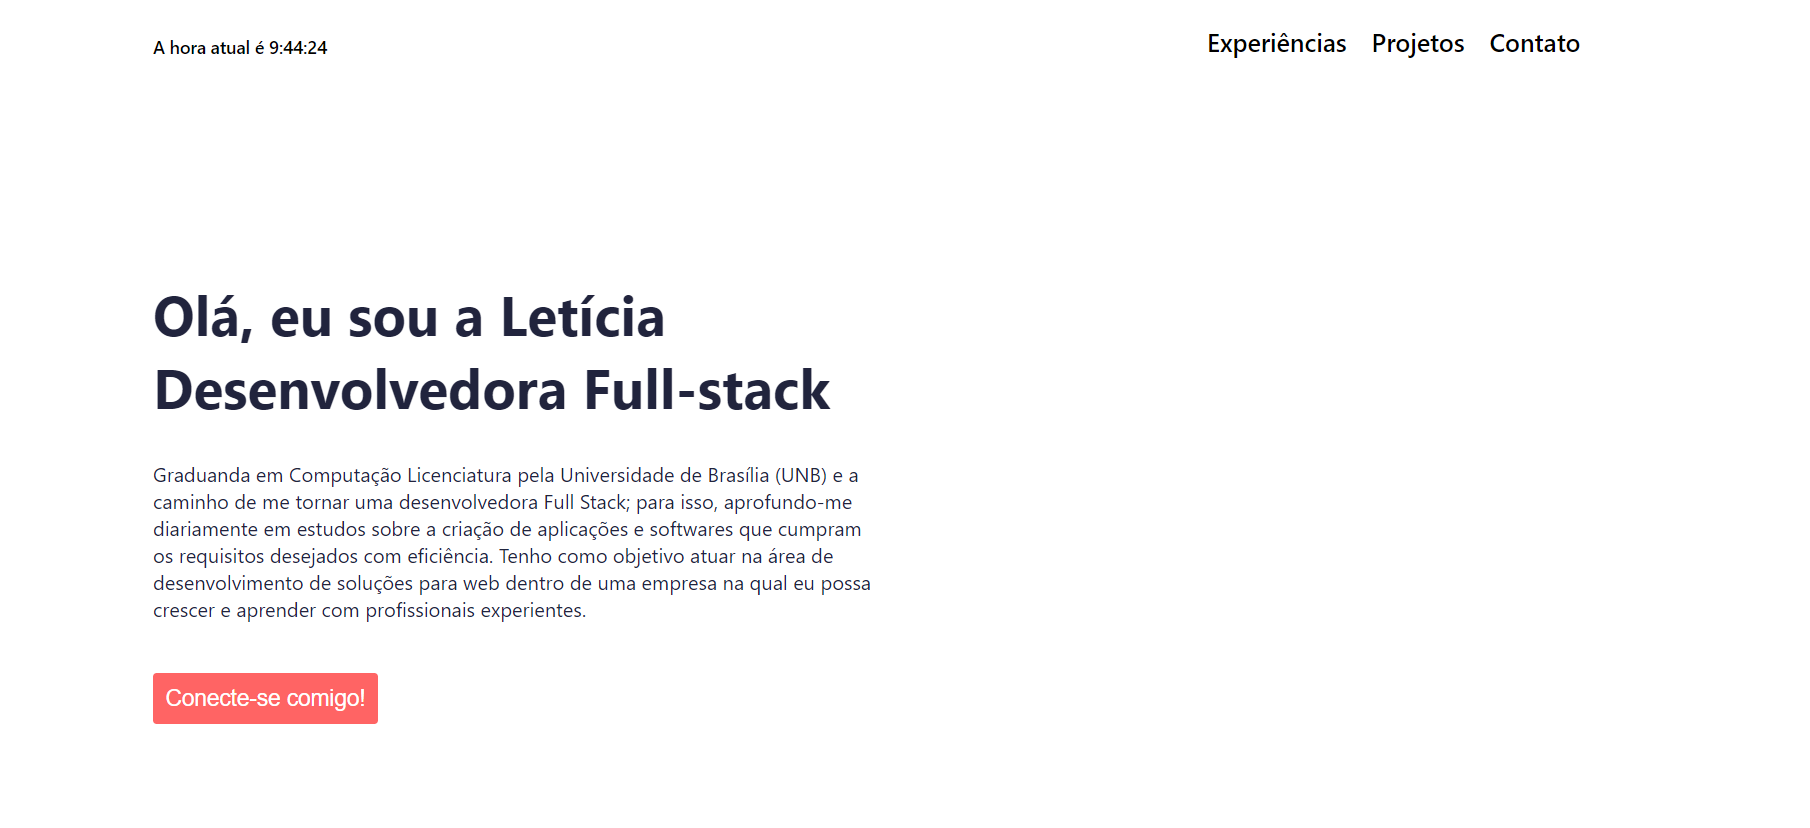 A hora atual é 9:44:24
Experiências Projetos Contato
Olá, eu sou a Letícia
Desenvolvedora Full-stack
Graduanda em Computação Licenciatura pela Universidade de Brasília (UNB) e a
caminho de me tornar uma desenvolvedora Full Stack; para isso, aprofundo-me
diariamente em estudos sobre a criação de aplicações e softwares que cumpram
os requisitos desejados com eficiência. Tenho como objetivo atuar na área de
desenvolvimento de soluções para web dentro de uma empresa na qual eu possa
crescer e aprender com profissionais experientes.
Conecte-se comigo!